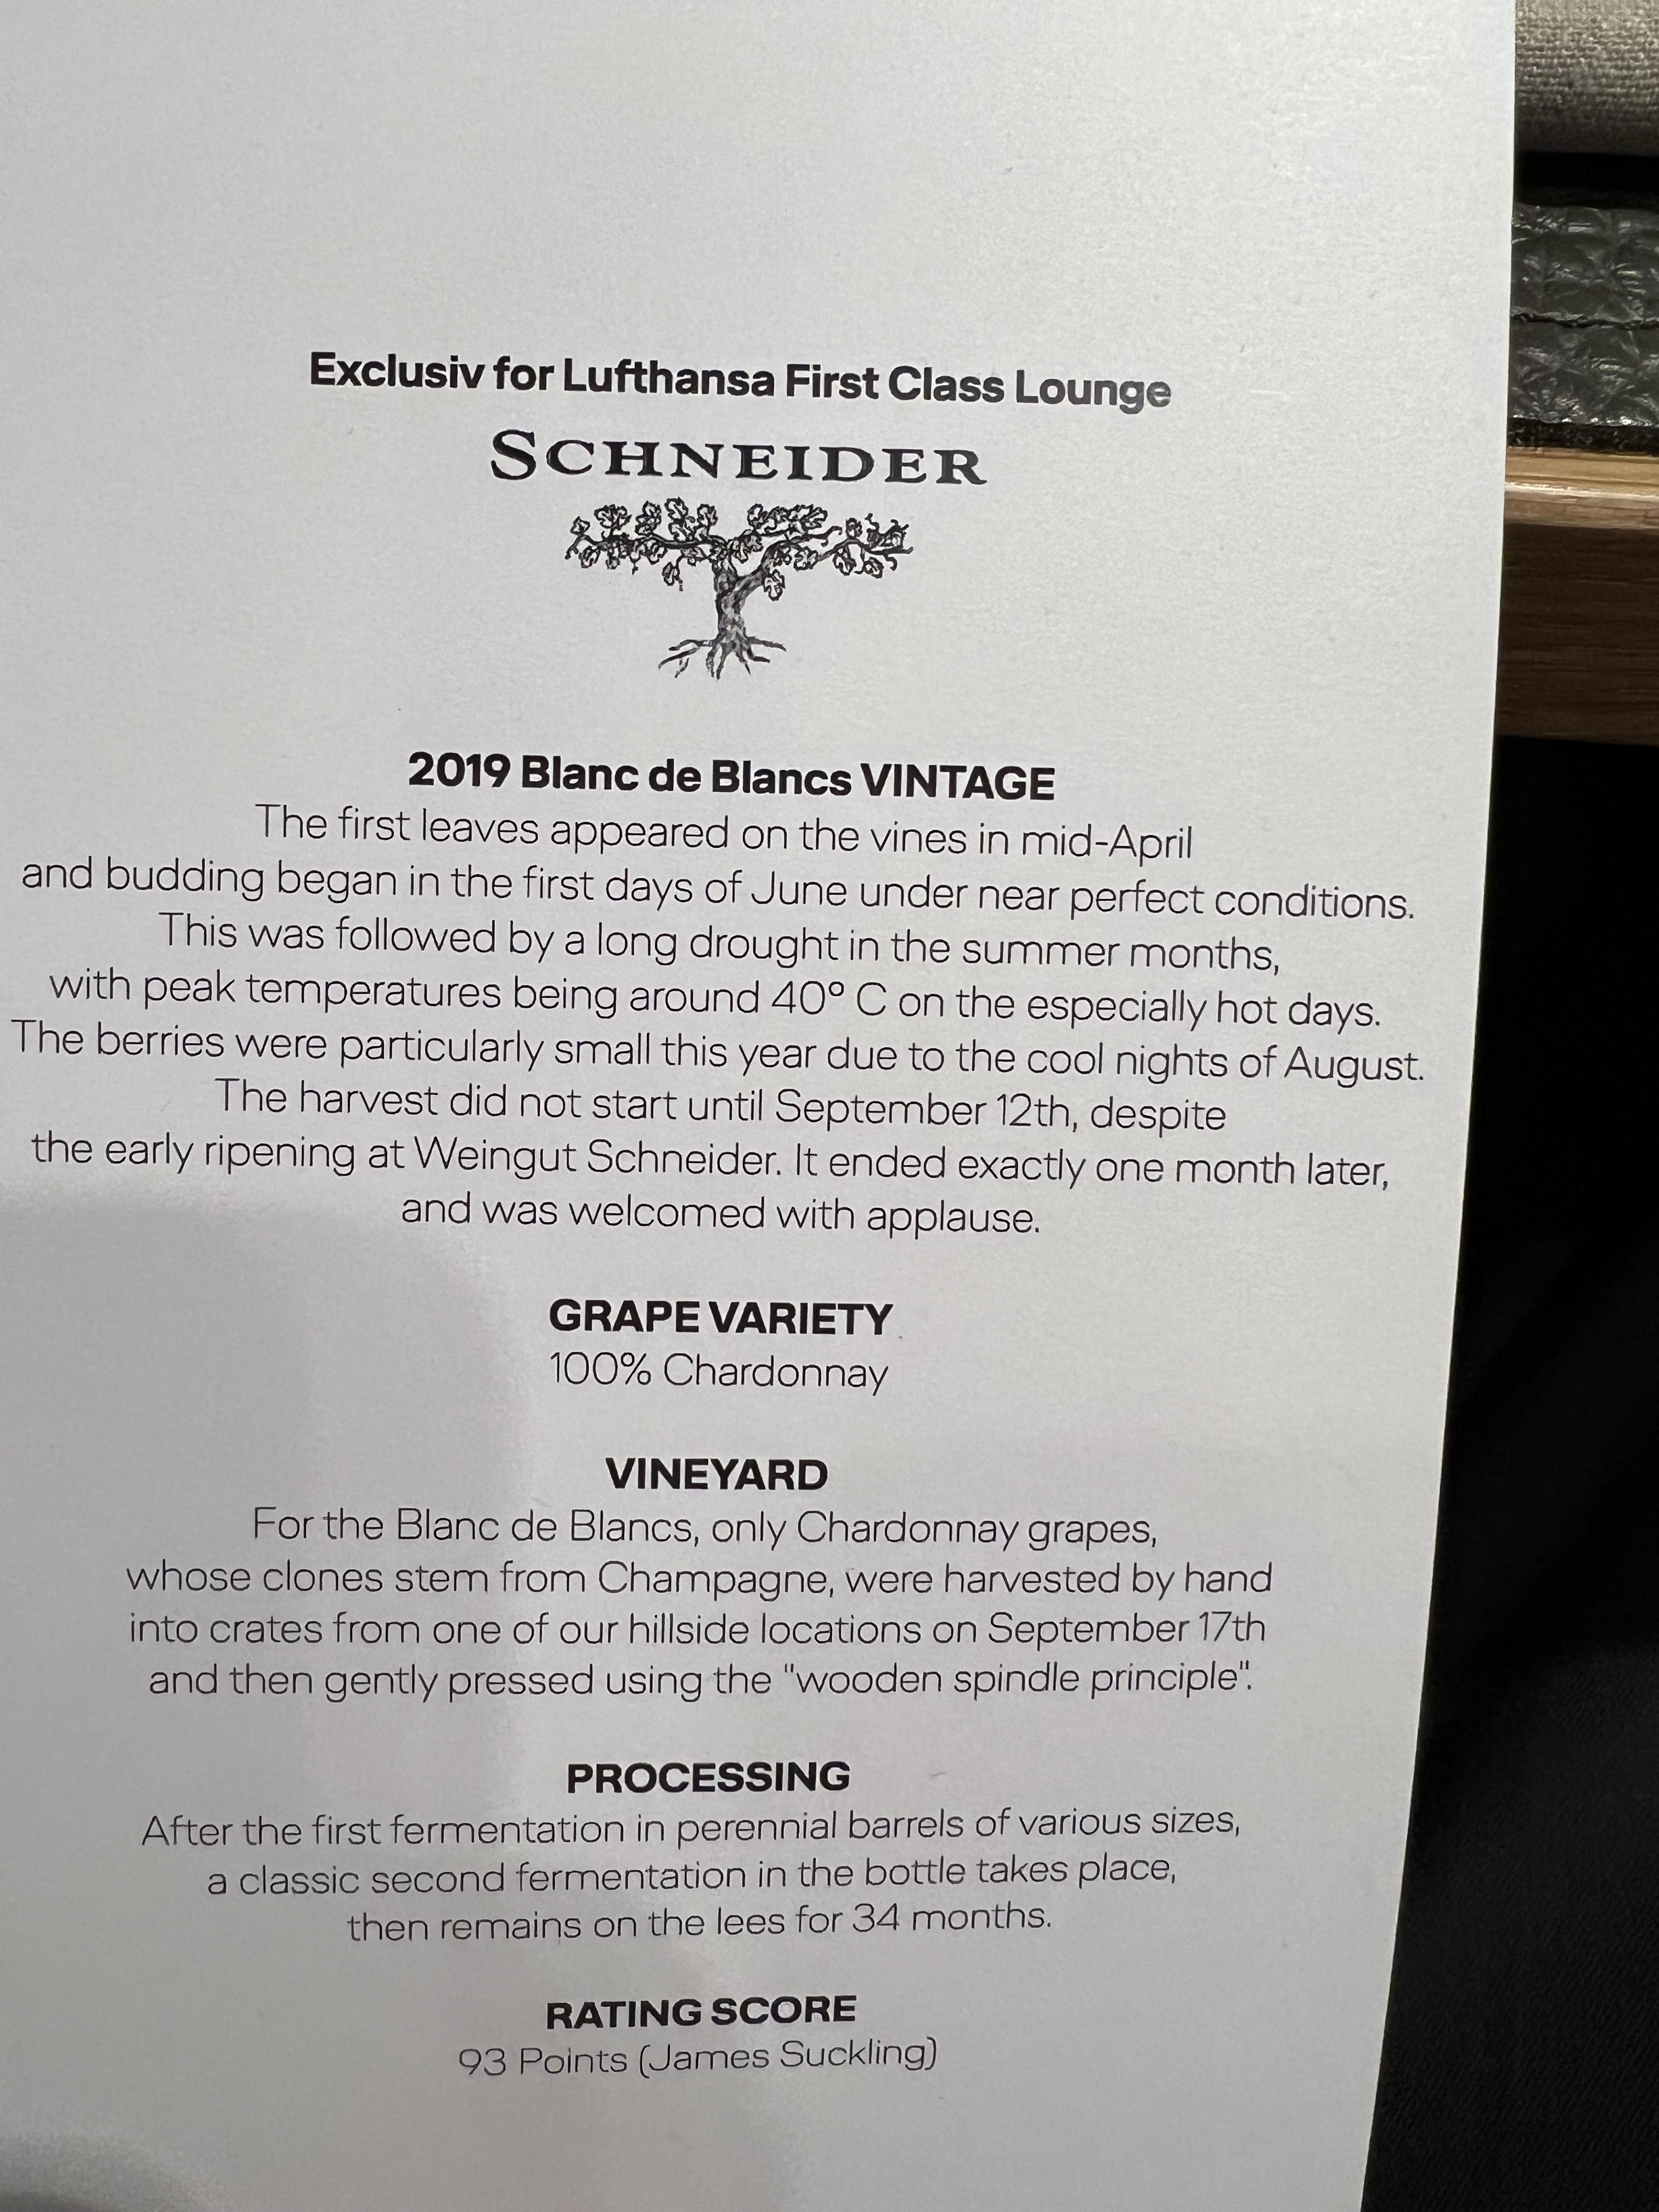 Exclusiv for Lufthansa First Class Lounge
SCHNEIDER
2019 Blanc de Blancs VINTAGE
The first leaves appeared on the vines in mid-April
and budding began in the first days of June under near perfect conditions.
This was followed by a long drought in the summer months,
with peak temperatures being around 40° C on the especially hot days.
The berries were particularly small this year due to the cool nights of August.
The harvest did not start until September 12th, despite
the early ripening at Weingut Schneider. It ended exactly one month later,
and was welcomed with applause.
GRAPE VARIETY
100% Chardonnay
VINEYARD
For the Blanc de Blancs, only Chardonnay grapes,
whose clones stem from Champagne, were harvested by hand
into crates from one of our hillside locations on September 17th
and then gently pressed using the "wooden spindle principle".
PROCESSING
After the first fermentation in perennial barrels of various sizes,
a classic second fermentation in the bottle takes place,
then remains on the lees for 34 months.
RATING SCORE
93 Points (James Suckling)